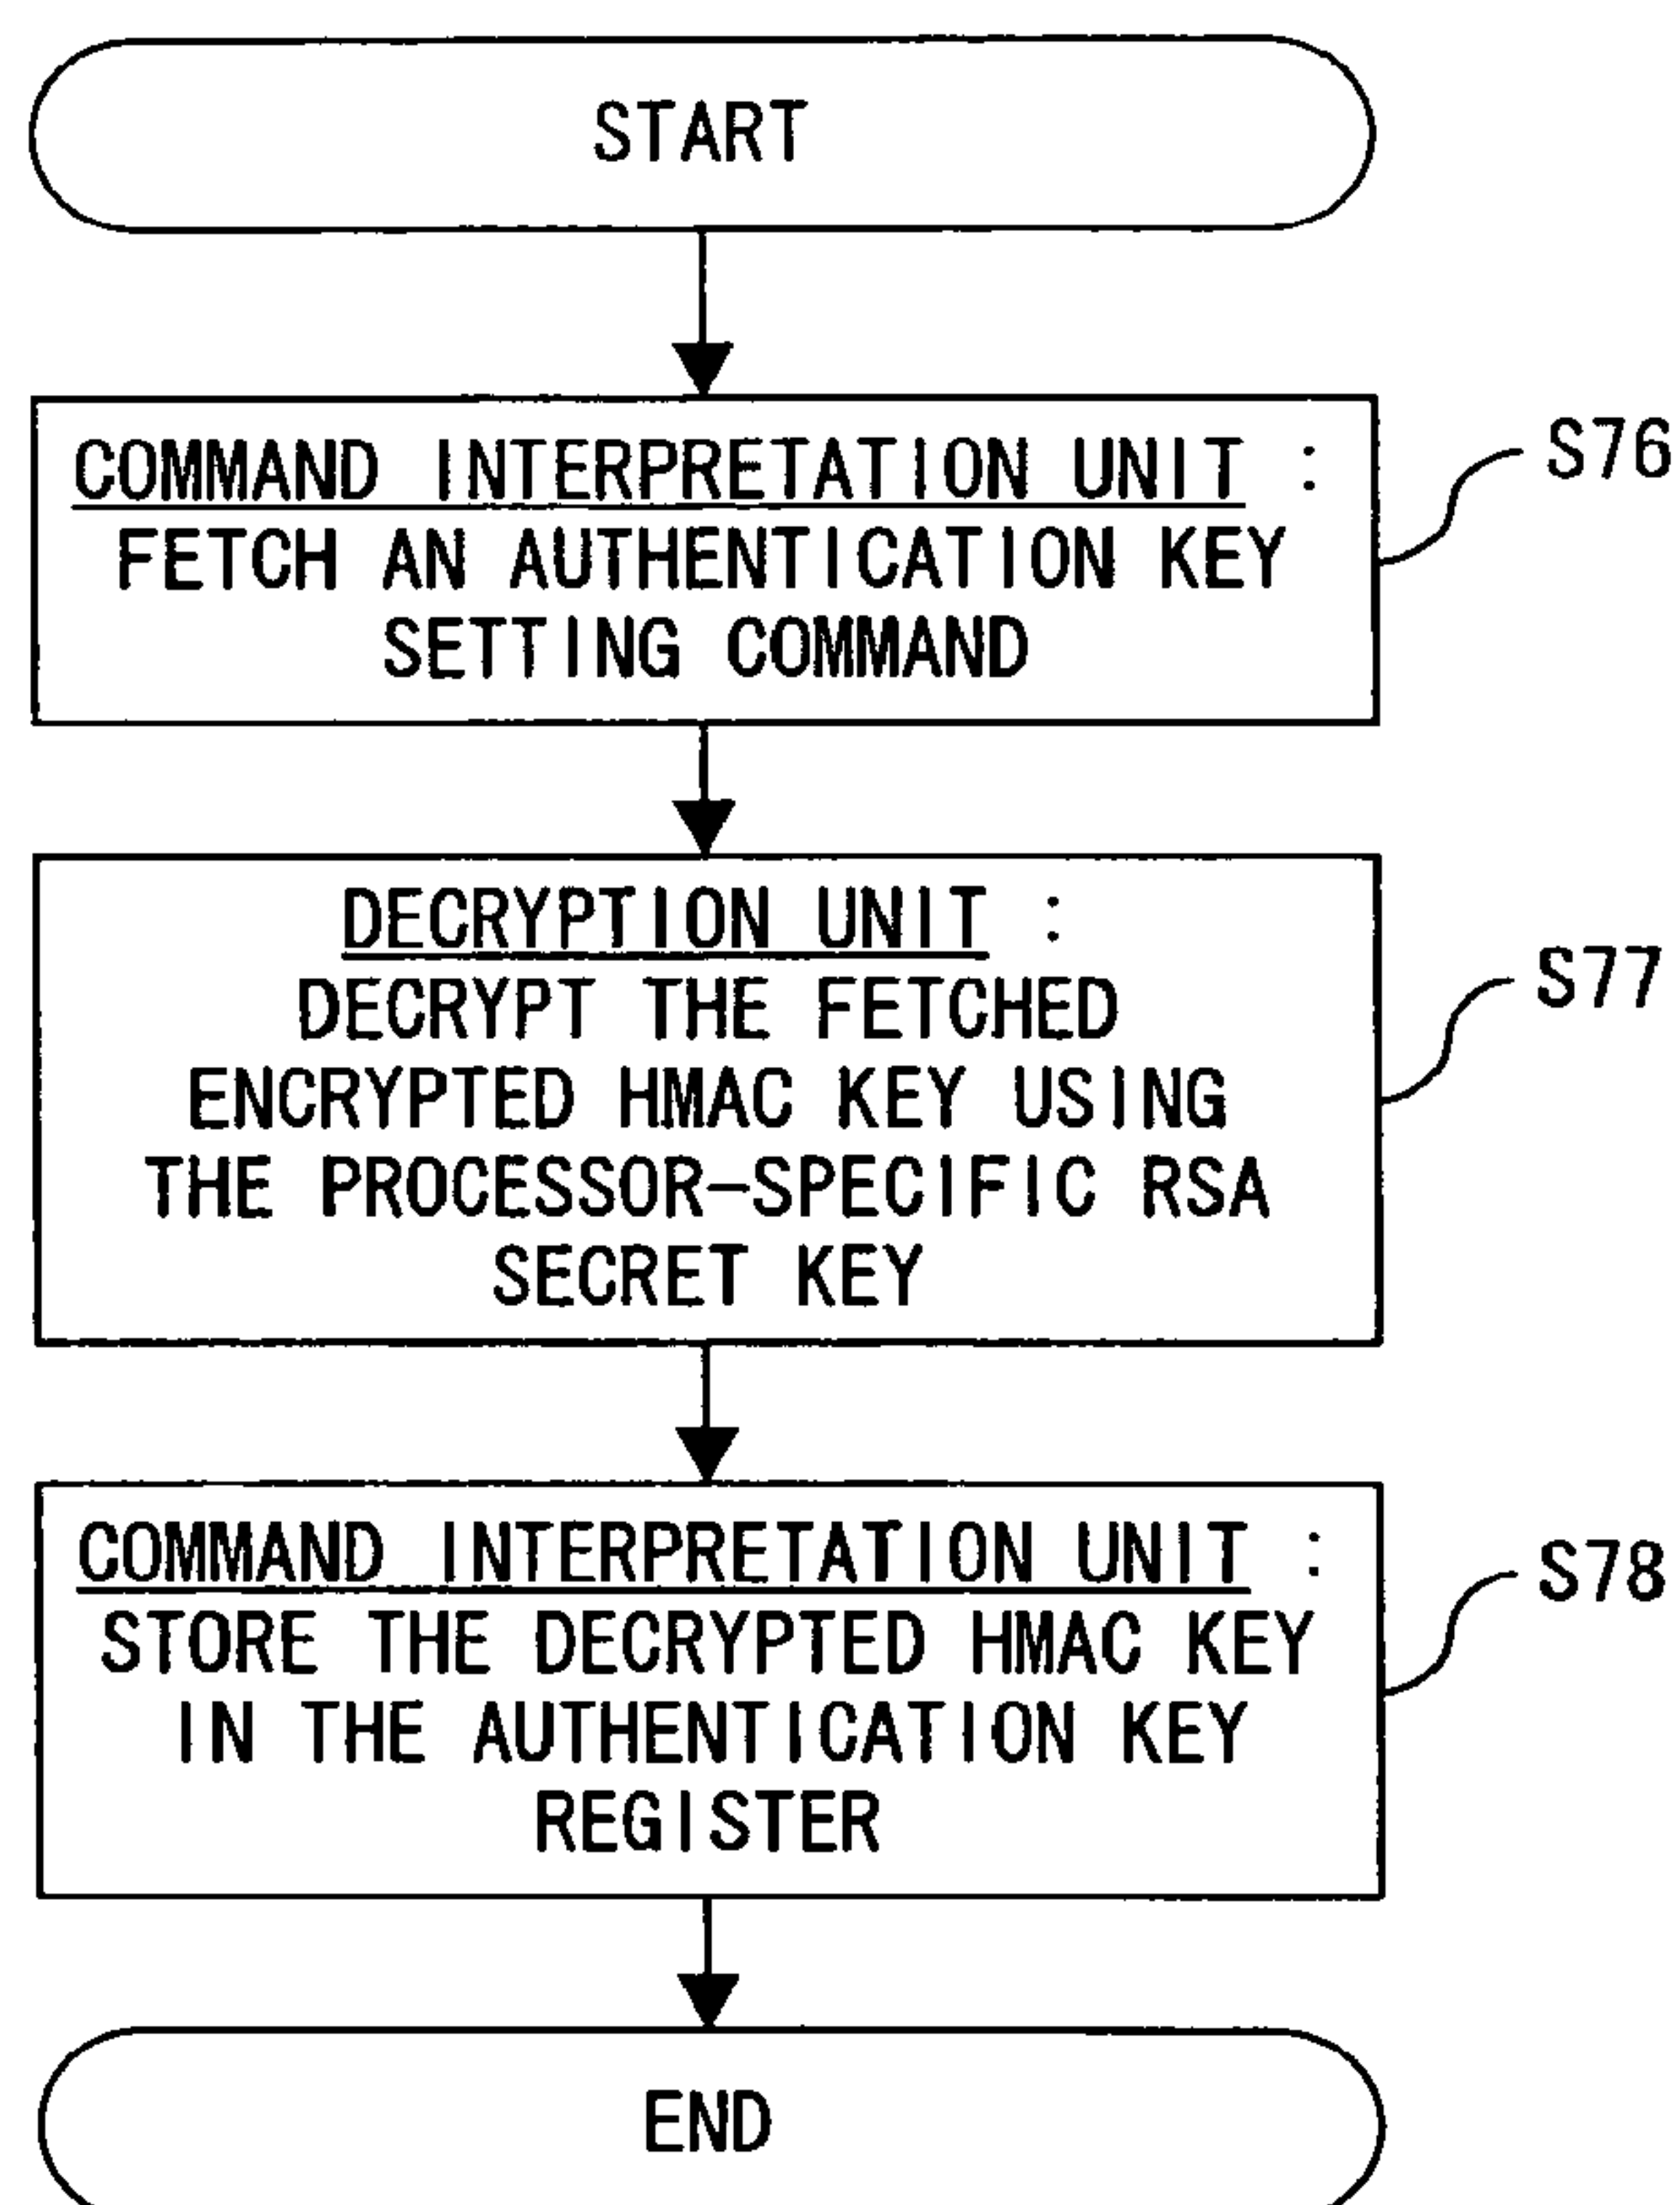 START
COMMAND INTERPRETATION UNIT :
FETCH AN AUTHENTICATION KEY
SETTING COMMAND
S76
DECRYPTION UNIT :
DECRYPT THE FETCHED
ENCRYPTED HMAC KEY USING
THE PROCESSOR-SPECIFIC RSA
SECRET KEY
S77
COMMAND INTERPRETATION UNIT :
STORE THE DECRYPTED HMAC KEY
IN THE AUTHENTICATION KEY
REGISTER
S78
END